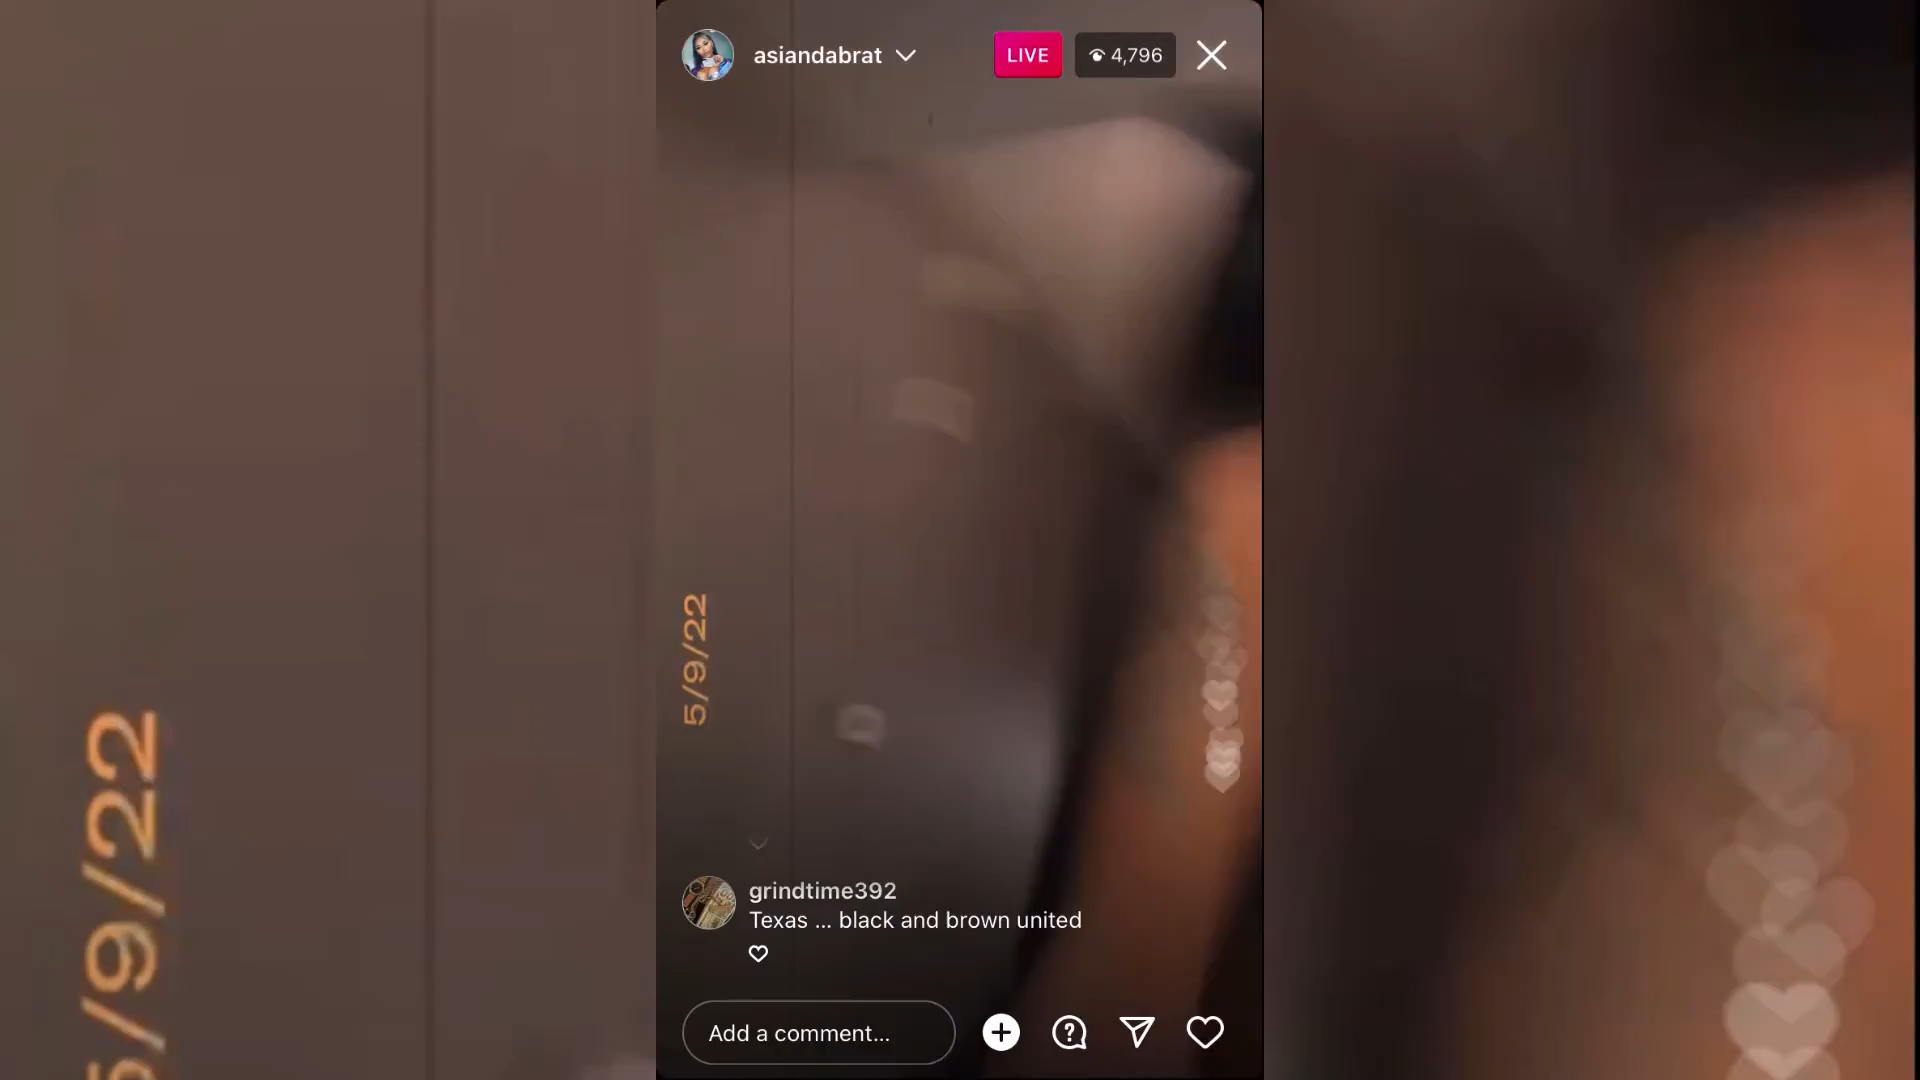 asiandabrat
LIVE
4,796
5/9/22
5/9/22
grindtime392
Texas ... black and brown united
Add a comment...